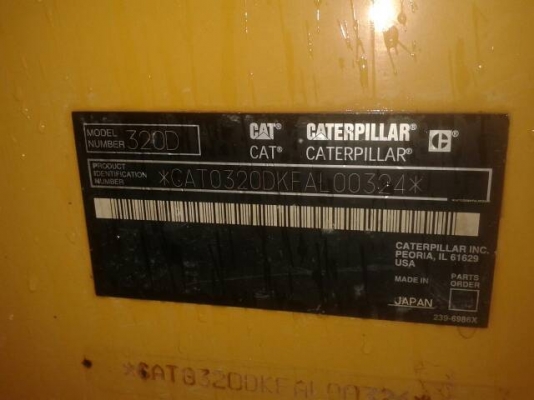 MODEL NUMBER 320D
CAT® CATERPILLAR® C®
CAT® CATERPILLAR®
PRODUCT IDENTIFICATION NUMBER *CAT0320DKFAL00324*
CATERPILLAR INC.
PEORIA, IL 61629
USA
MADE IN PARTS ORDER
JAPAN
239-6986X
*CAT0320DKFAL00324*